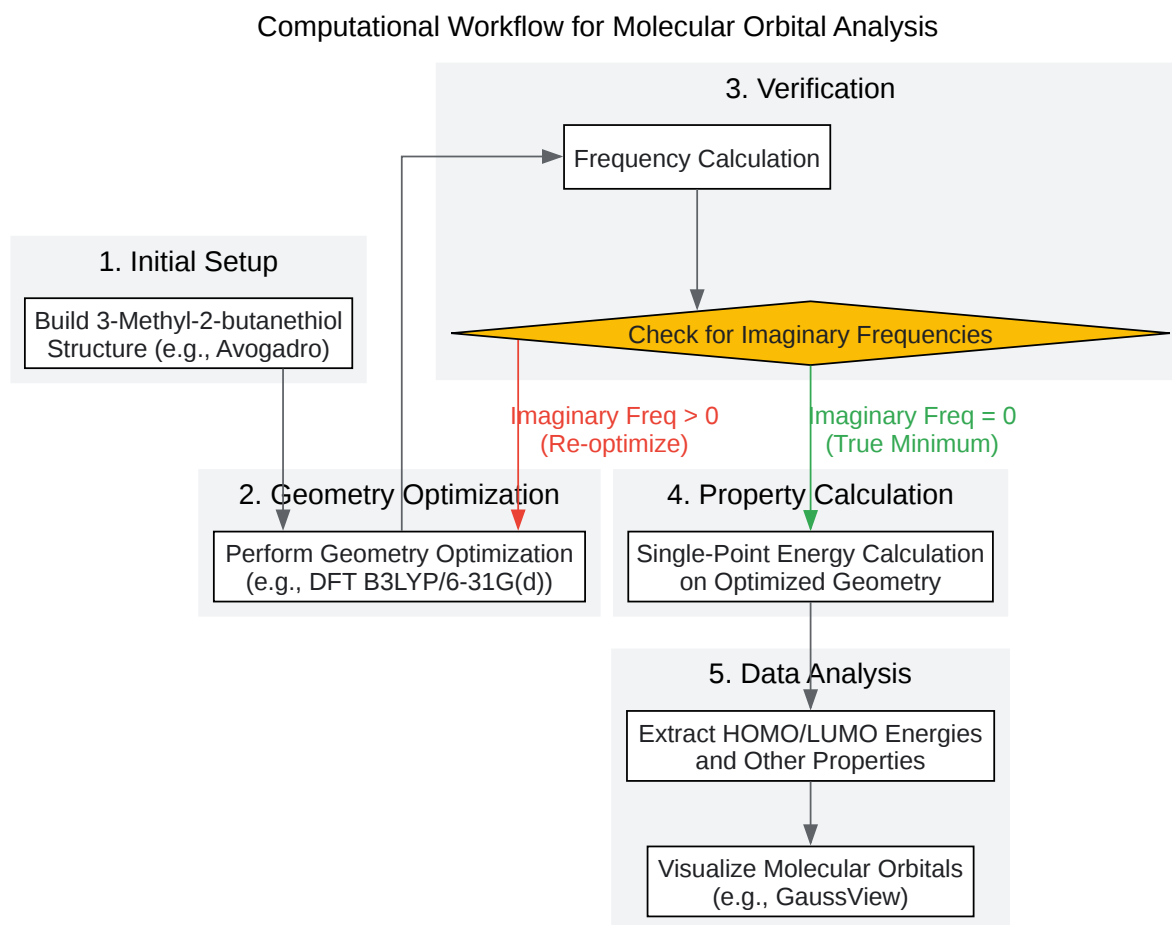 Computational Workflow for Molecular Orbital Analysis
3. Verification
Frequency Calculation
1. Initial Setup
Build 3-Methyl-2-butanethiol
Structure (e.g., Avogadro)
Check for Imaginary Frequencies
Imaginary Freq > 0
(Re-optimize)
Imaginary Freq = 0
(True Minimum)
2. Geometry Optimization
Perform Geometry Optimization
(e.g., DFT B3LYP/6-31G(d))
4. Property Calculation
Single-Point Energy Calculation
on Optimized Geometry
5. Data Analysis
Extract HOMO/LUMO Energies
and Other Properties
Visualize Molecular Orbitals
(e.g., GaussView)